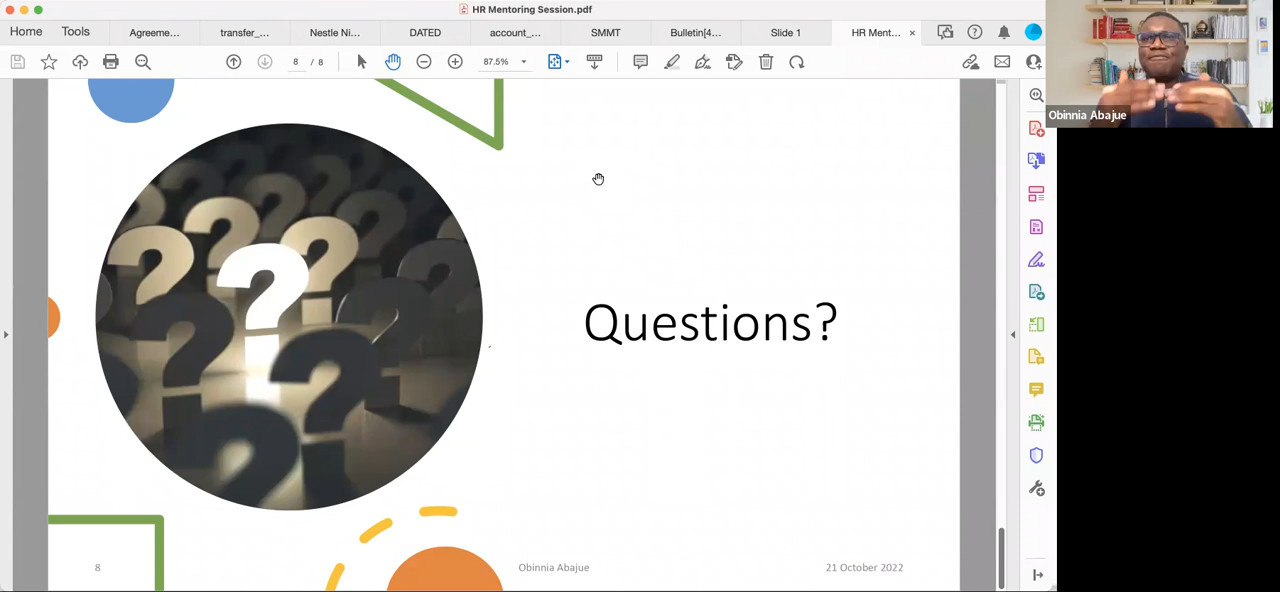 HR Mentoring Session.pdf
Home Tools Agreeme... transfer_... Nestle Ni... DATED account_... SMMT Bulletin[4... Slide 1 HR Ment... ×
8 / 8 87.5%
Obinnia Abajue
Questions?
8 Obinnia Abajue 21 October 2022